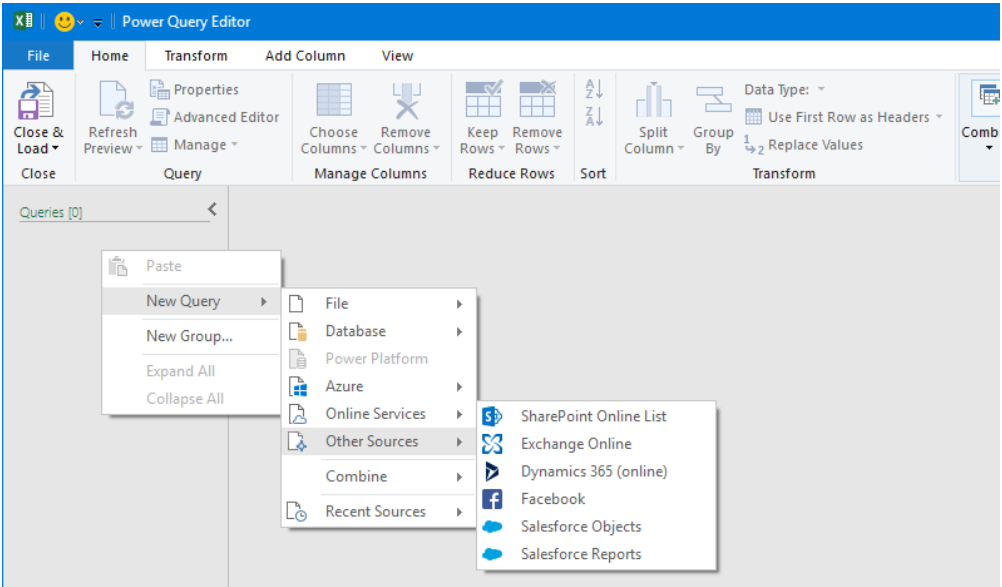 Power Query Editor
File Home Transform Add Column View
Close & Load
Refresh Preview
Properties
Advanced Editor
Manage
Choose Columns
Remove Columns
Keep Rows
Remove Rows
Split Column
Group By
Data Type:
Use First Row as Headers
Replace Values
Comb
Close Query Manage Columns Reduce Rows Sort Transform
Queries [0]
Paste
New Query
New Group...
Expand All
Collapse All
File
Database
Power Platform
Azure
Online Services
Other Sources
Combine
Recent Sources
SharePoint Online List
Exchange Online
Dynamics 365 (online)
Facebook
Salesforce Objects
Salesforce Reports